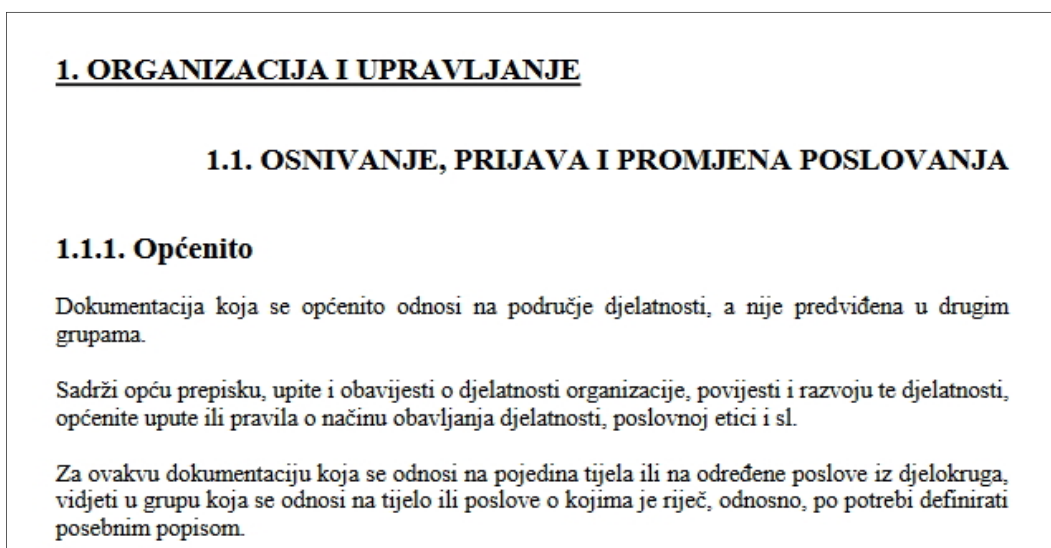 1. ORGANIZACIJA I UPRAVLJANJE
1.1. OSNIVANJE, PRIJAVA I PROMJENA POSLOVANJA
1.1.1. Općenito
Dokumentacija koja se općenito odnosi na područje djelatnosti, a nije predviđena u drugim
grupama.
Sadrži opću prepisku, upite i obavijesti o djelatnosti organizacije, povijesti i razvoju te djelatnosti,
općenite upute ili pravila o načinu obavljanja djelatnosti, poslovnoj etici i sl.
Za ovakvu dokumentaciju koja se odnosi na pojedina tijela ili na određene poslove iz djelokruga,
vidjeti u grupu koja se odnosi na tijelo ili poslove o kojima je riječ, odnosno, po potrebi definirati
posebnim popisom.